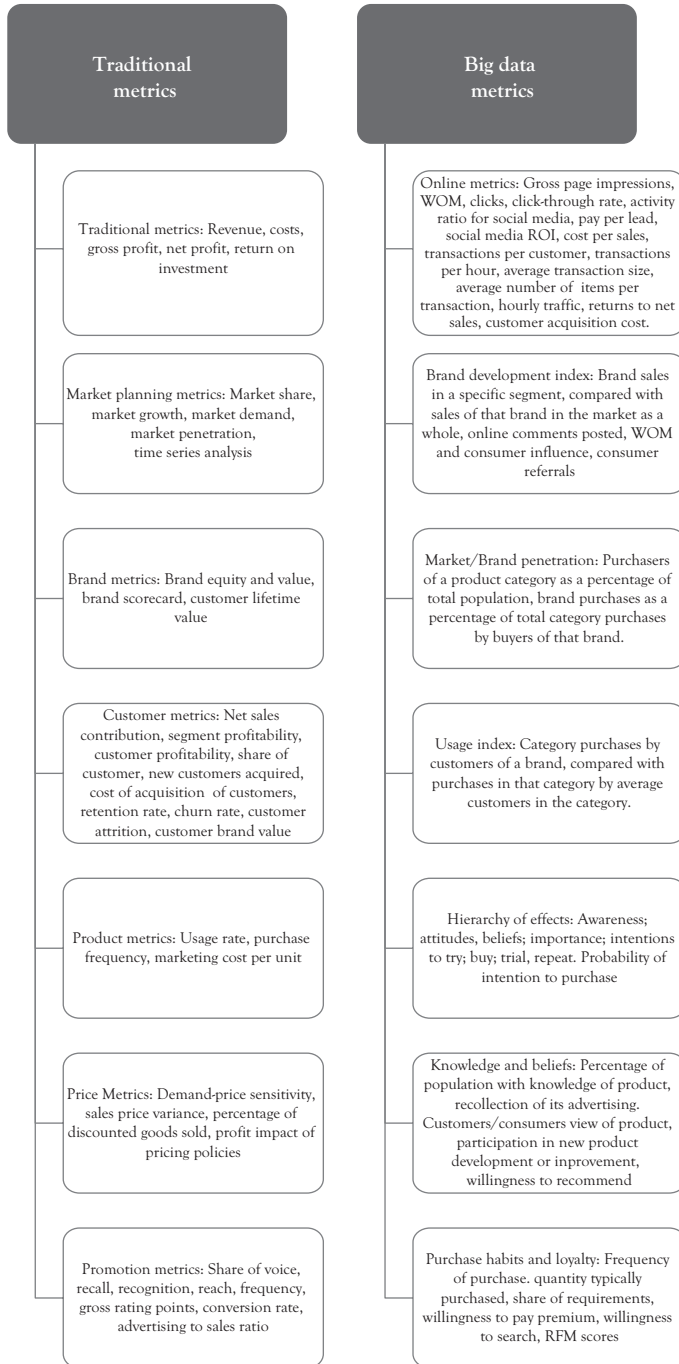 Traditional
metrics
Traditional metrics: Revenue, costs,
gross profit, net profit, return on
investment
Market planning metrics: Market share,
market growth, market demand,
market penetration,
time series analysis
Brand metrics: Brand equity and value,
brand scorecard, customer lifetime
value
Customer metrics: Net sales
contribution, segment profitability,
customer profitability, share of
customer, new customers acquired,
cost of acquisition of customers,
retention rate, churn rate, customer
attrition, customer brand value
Product metrics: Usage rate, purchase
frequency, marketing cost per unit
Price Metrics: Demand-price sensitivity,
sales price variance, percentage of
discounted goods sold, profit impact of
pricing policies
Promotion metrics: Share of voice,
recall, recognition, reach, frequency,
gross rating points, conversion rate,
advertising to sales ratio
Big data
metrics
Online metrics: Gross page impressions,
WOM, clicks, click-through rate, activity
ratio for social media, pay per lead,
social media ROI, cost per sales,
transactions per customer, transactions
per hour, average transaction size,
average number of items per
transaction, hourly traffic, returns to net
sales, customer acquisition cost.
Brand development index: Brand sales
in a specific segment, compared with
sales of that brand in the market as a
whole, online comments posted, WOM
and consumer influence, consumer
referrals
Market/Brand penetration: Purchasers
of a product category as a percentage of
total population, brand purchases as a
percentage of total category purchases
by buyers of that brand.
Usage index: Category purchases by
customers of a brand, compared with
purchases in that category by average
customers in the category.
Hierarchy of effects: Awareness;
attitudes, beliefs; importance; intentions
to try; buy; trial, repeat. Probability of
intention to purchase
Knowledge and beliefs: Percentage of
population with knowledge of product,
recollection of its advertising.
Customers/consumers view of product,
participation in new product
development or inprovement,
willingness to recommend
Purchase habits and loyalty: Frequency
of purchase. quantity typically
purchased, share of requirements,
willingness to pay premium, willingness
to search, RFM scores